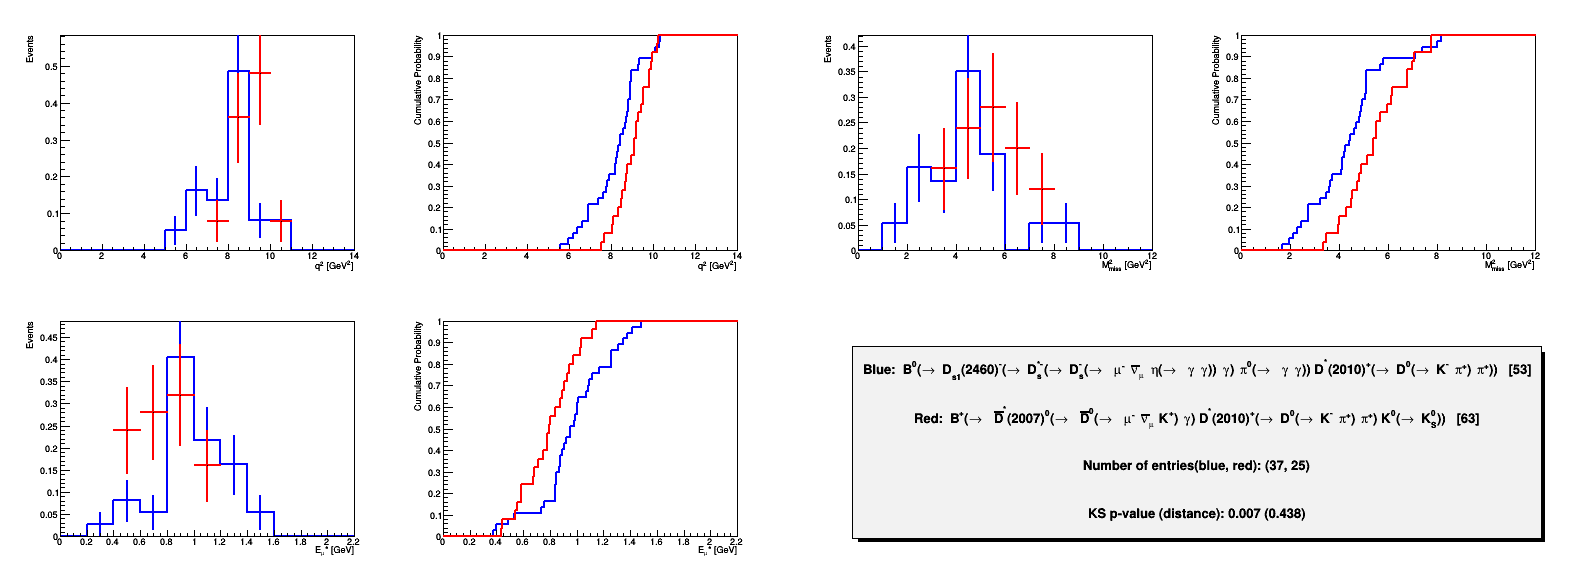 Events
0.5
0.4
0.3
0.2
0.1
0
0 2 4 6 8 10 12 14
q² [GeV²]
Cumulative Probability
1
0.9
0.8
0.7
0.6
0.5
0.4
0.3
0.2
0.1
0
0 2 4 6 8 10 12 14
q² [GeV²]
Events
0.4
0.35
0.3
0.25
0.2
0.15
0.1
0.05
0
0 2 4 6 8 10 12
M²miss [GeV²]
Cumulative Probability
1
0.9
0.8
0.7
0.6
0.5
0.4
0.3
0.2
0.1
0
0 2 4 6 8 10 12
M²miss [GeV²]
Events
0.45
0.4
0.35
0.3
0.25
0.2
0.15
0.1
0.05
0
0 0.2 0.4 0.6 0.8 1 1.2 1.4 1.6 1.8 2 2.2
Eμ* [GeV]
Cumulative Probability
1
0.9
0.8
0.7
0.6
0.5
0.4
0.3
0.2
0.1
0
0 0.2 0.4 0.6 0.8 1 1.2 1.4 1.6 1.8 2 2.2
Eμ* [GeV]
Blue: B⁰(→ Ds1(2460)⁻(→ Ds*⁻(→ Ds⁻(→ μ⁻ ν̅μ η(→ γ γ)) γ) π⁰(→ γ γ)) D*(2010)⁺(→ D⁰(→ K⁻ π⁺) π⁺)) [53]
Red: B⁺(→ D̅*(2007)⁰(→ D̅⁰(→ μ⁻ ν̅μ K⁺) γ) D*(2010)⁺(→ D⁰(→ K⁻ π⁺) π⁺) K⁰(→ K⁰S)) [63]
Number of entries(blue, red): (37, 25)
KS p-value (distance): 0.007 (0.438)